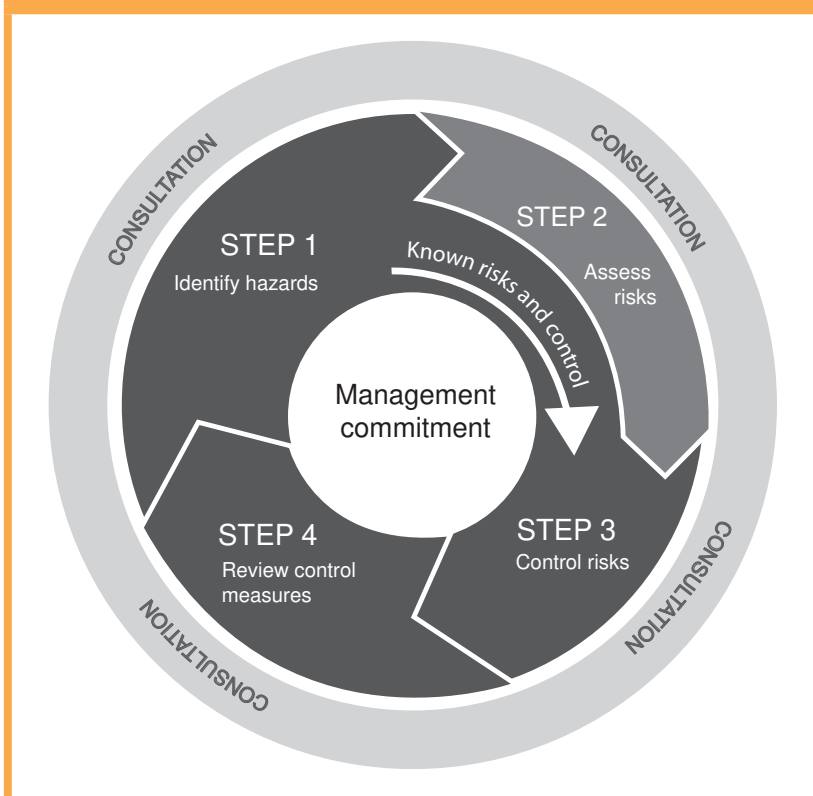 CONSULTATION
CONSULTATION
STEP 1
Identify hazards
STEP 2
Assess
risks
Known risks and control
Management
commitment
STEP 3
Control risks
STEP 4
Review control
measures
CONSULTATION
CONSULTATION